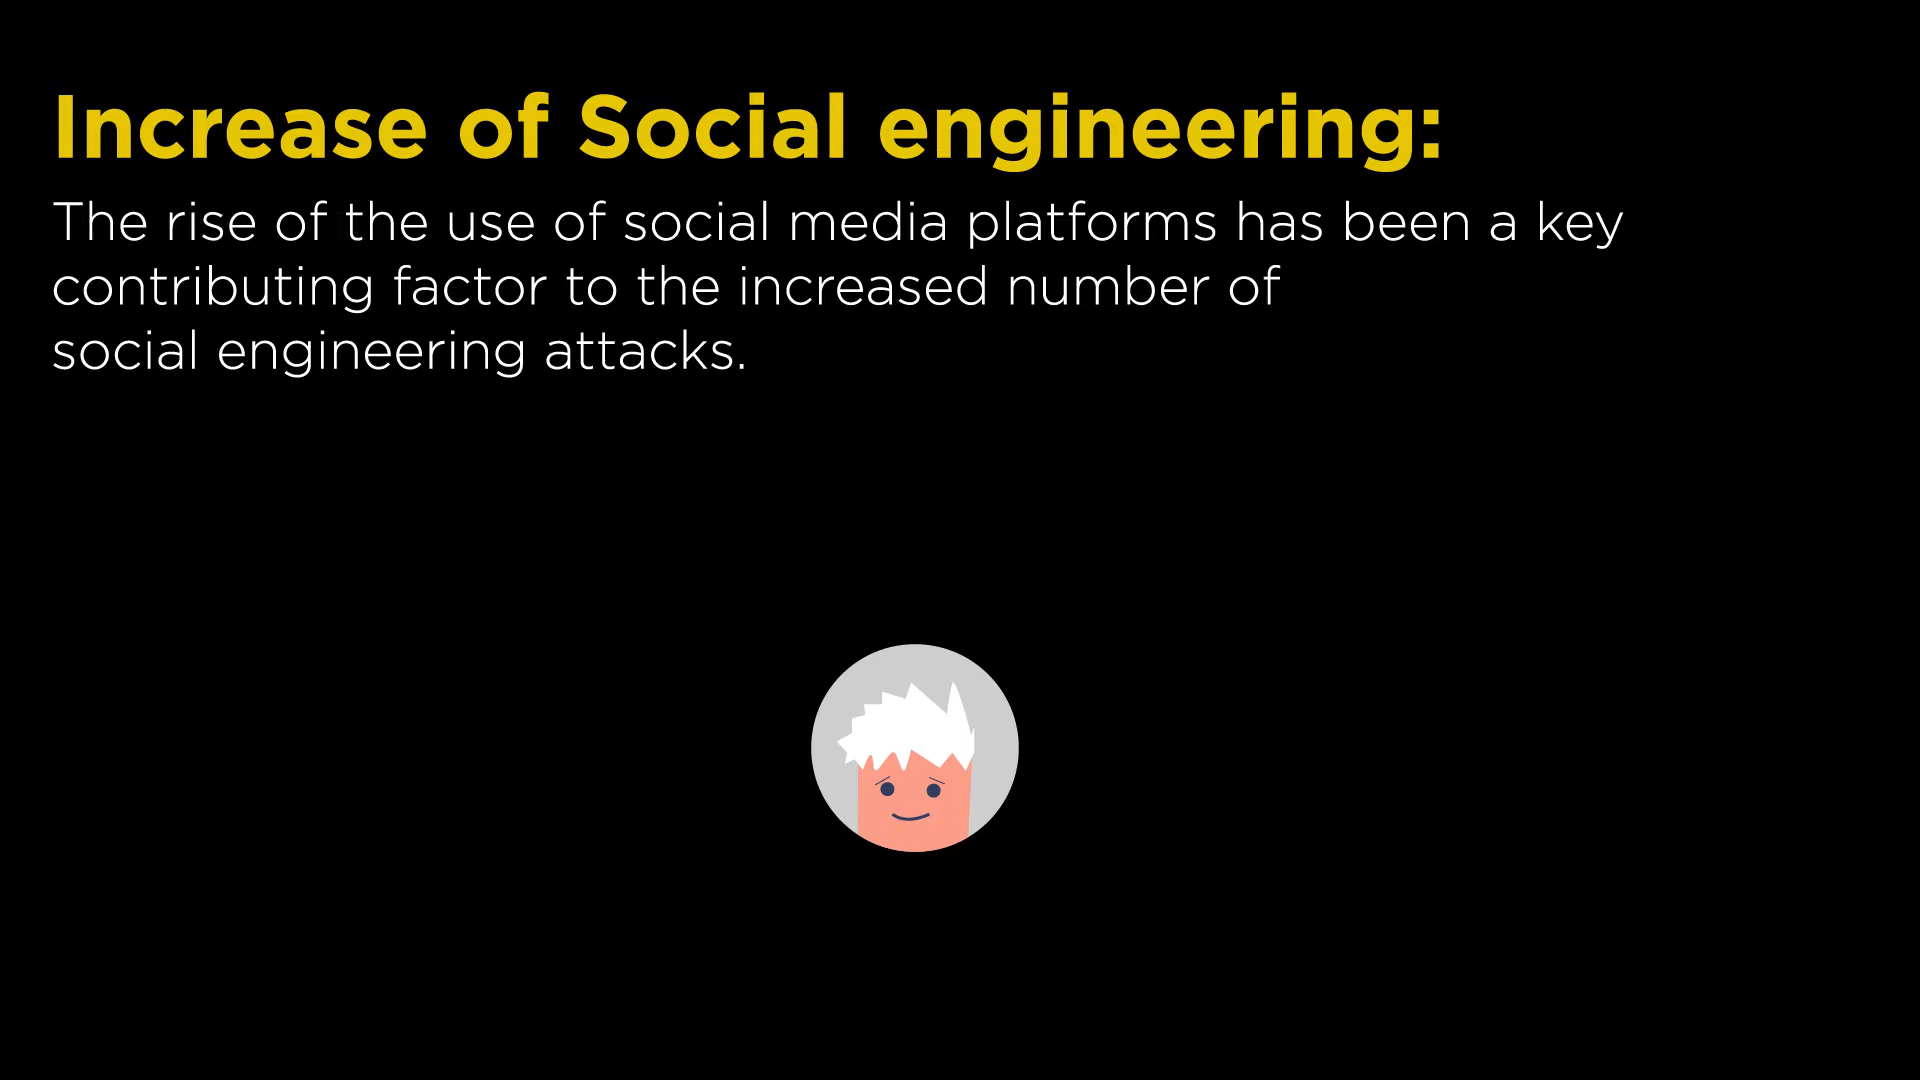 Increase of Social engineering:
The rise of the use of social media platforms has been a key
contributing factor to the increased number of
social engineering attacks.